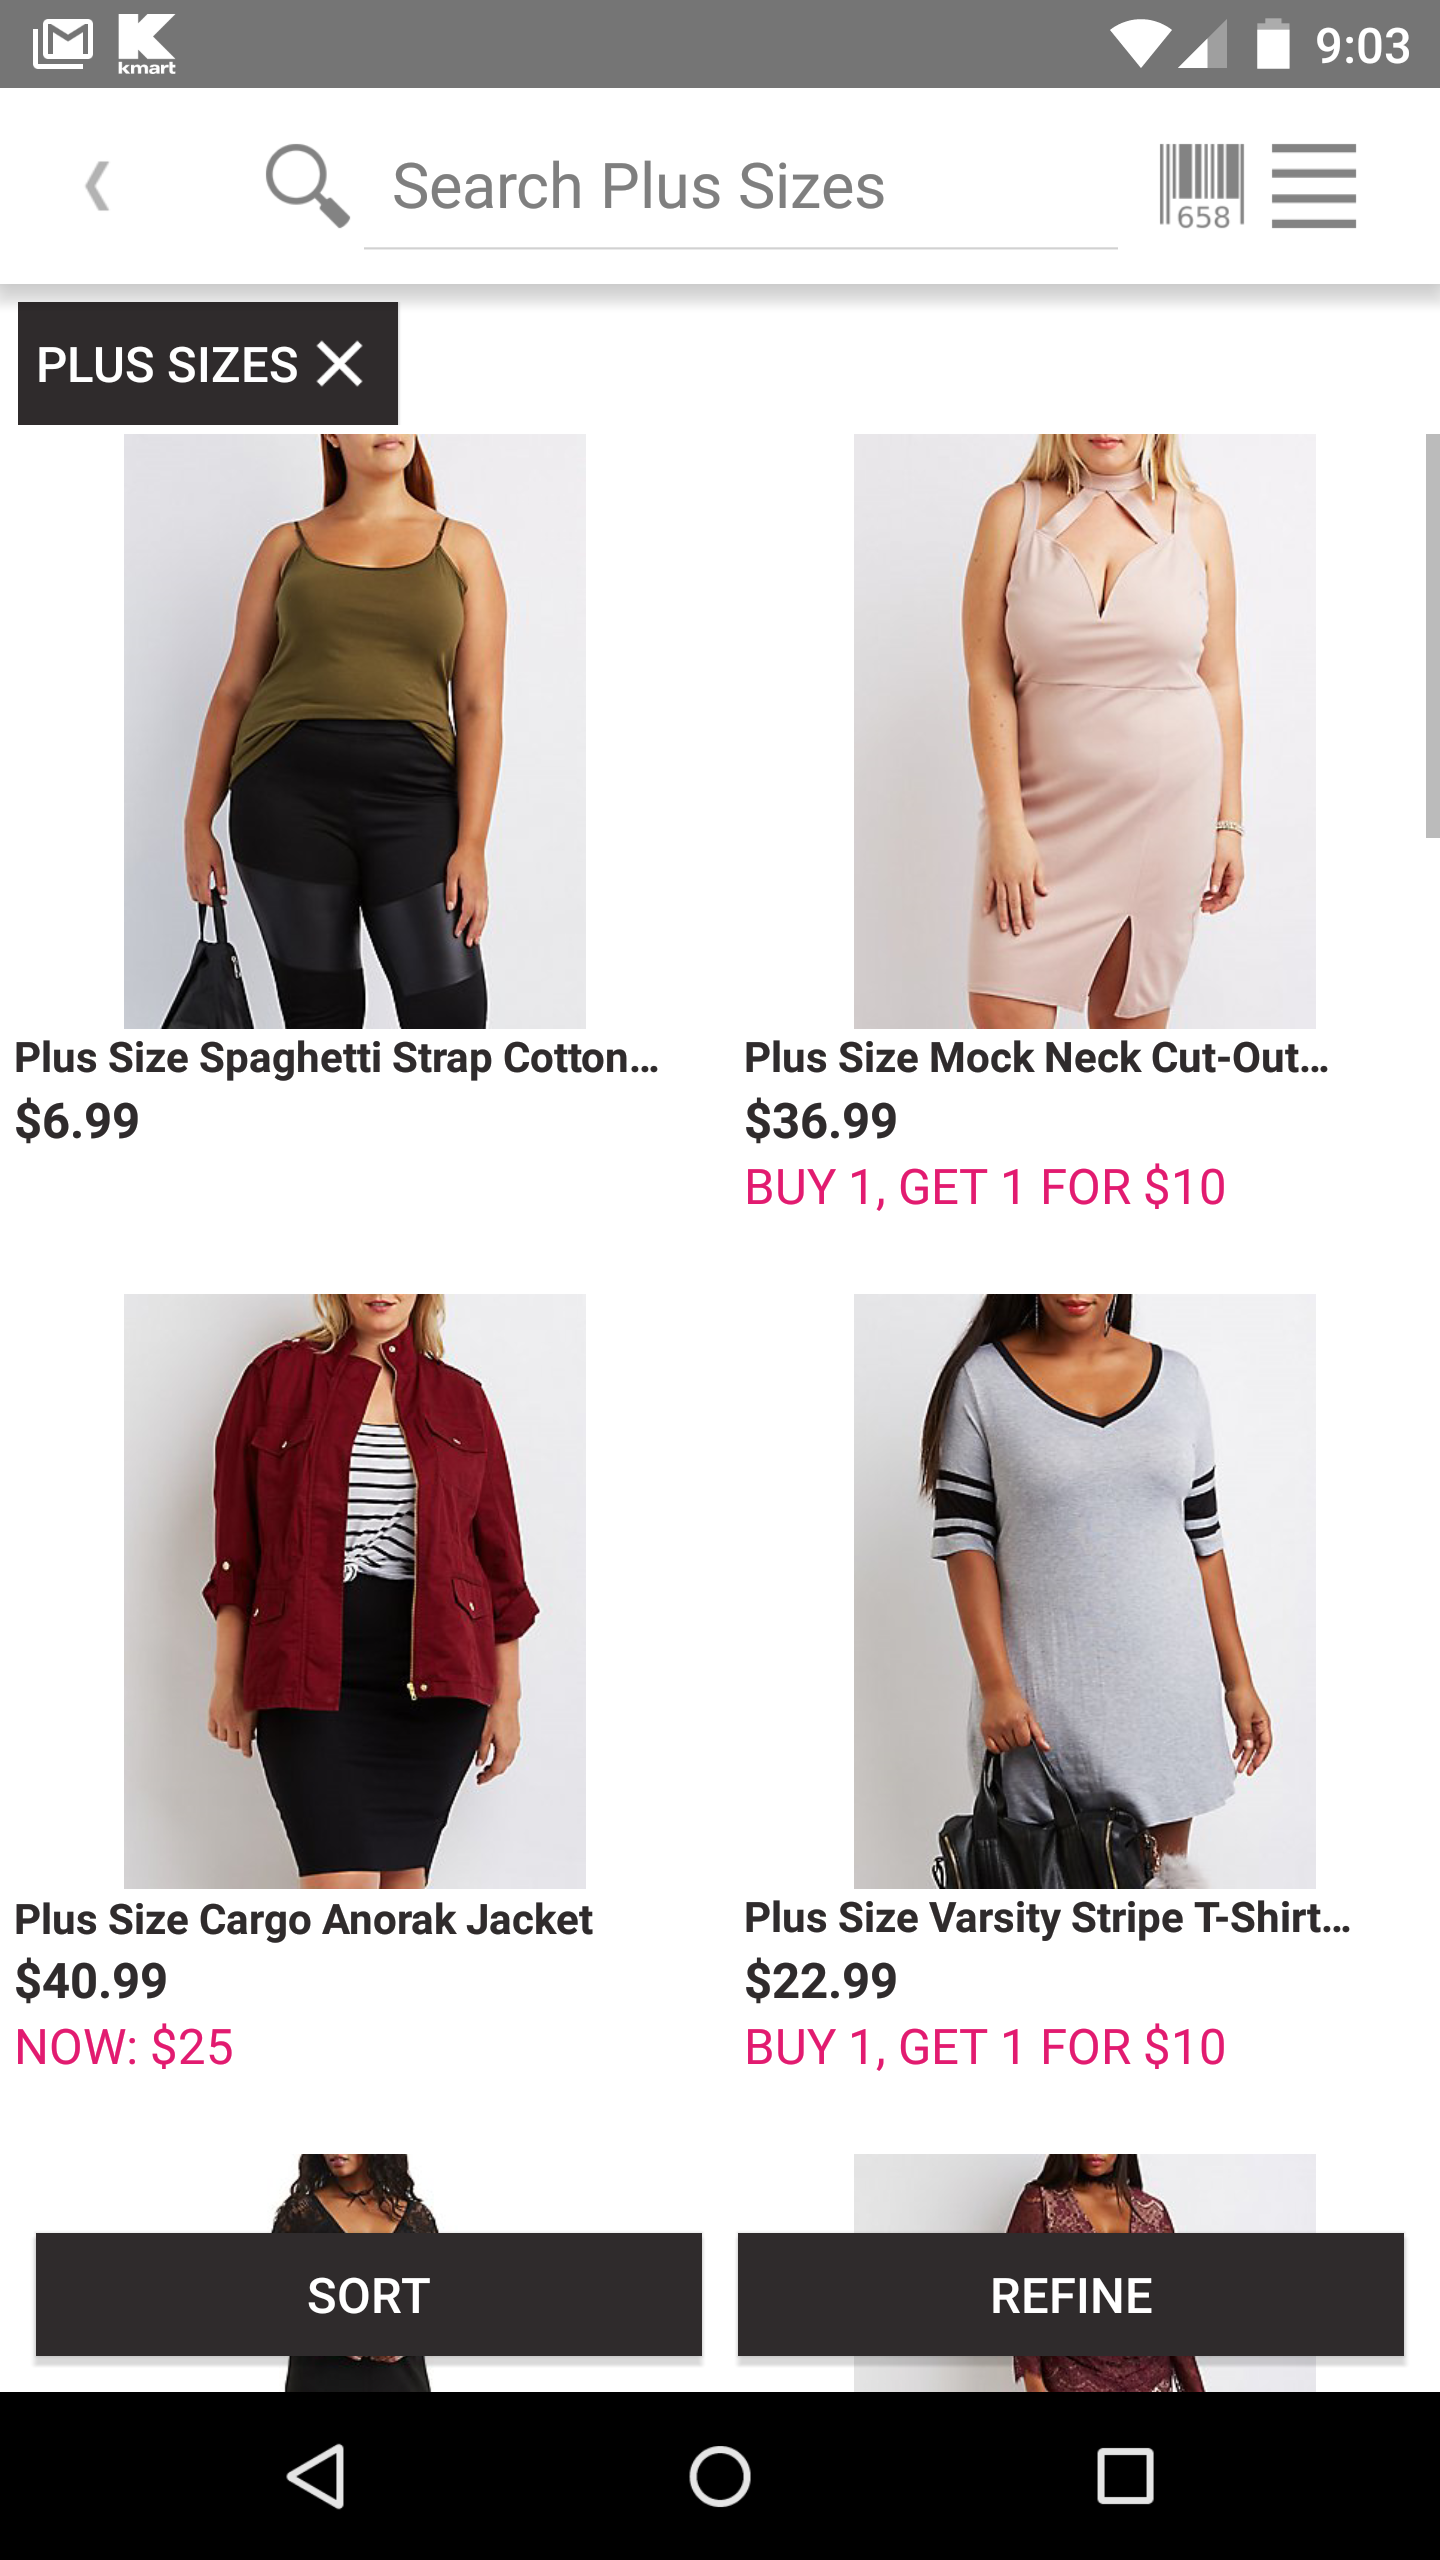 kmart
9:03
Search Plus Sizes
658
PLUS SIZES
Plus Size Spaghetti Strap Cotton...
$6.99
Plus Size Mock Neck Cut-Out...
$36.99
BUY 1, GET 1 FOR $10
Plus Size Cargo Anorak Jacket
$40.99
NOW: $25
Plus Size Varsity Stripe T-Shirt...
$22.99
BUY 1, GET 1 FOR $10
SORT
REFINE